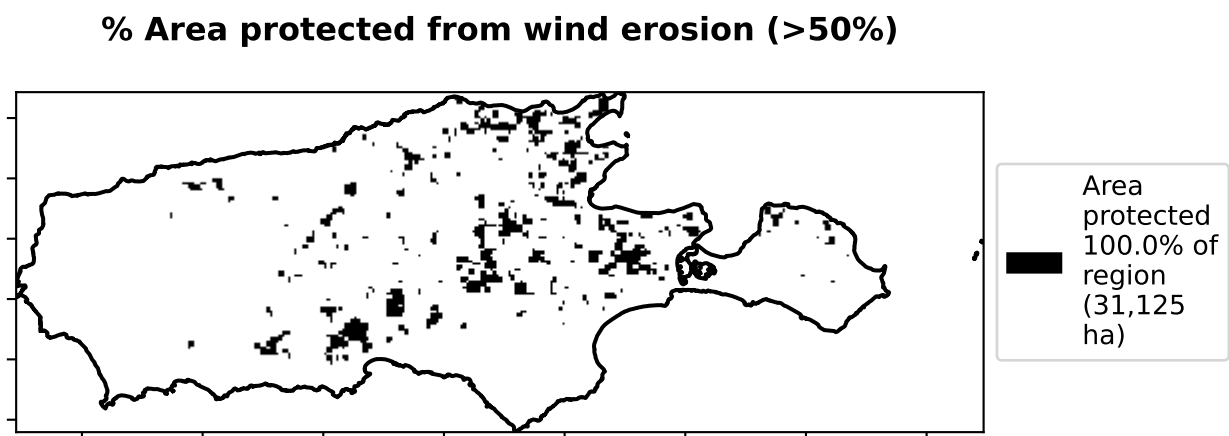 % Area protected from wind erosion (>50%)
Area
protected
100.0% of
region
(31,125
ha)